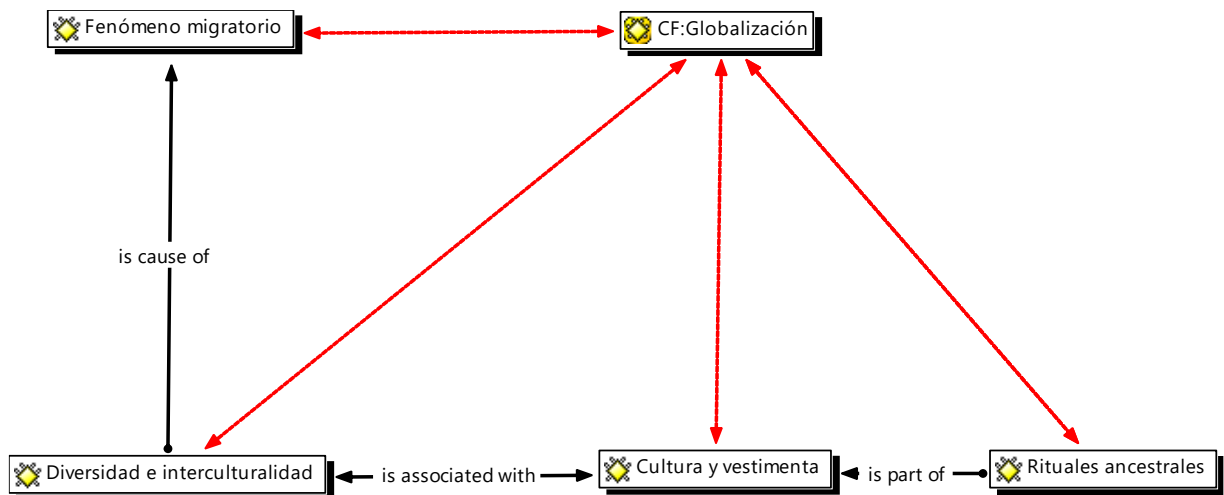 Fenómeno migratorio
CF:Globalización
is cause of
Diversidad e interculturalidad
is associated with
Cultura y vestimenta
is part of
Rituales ancestrales